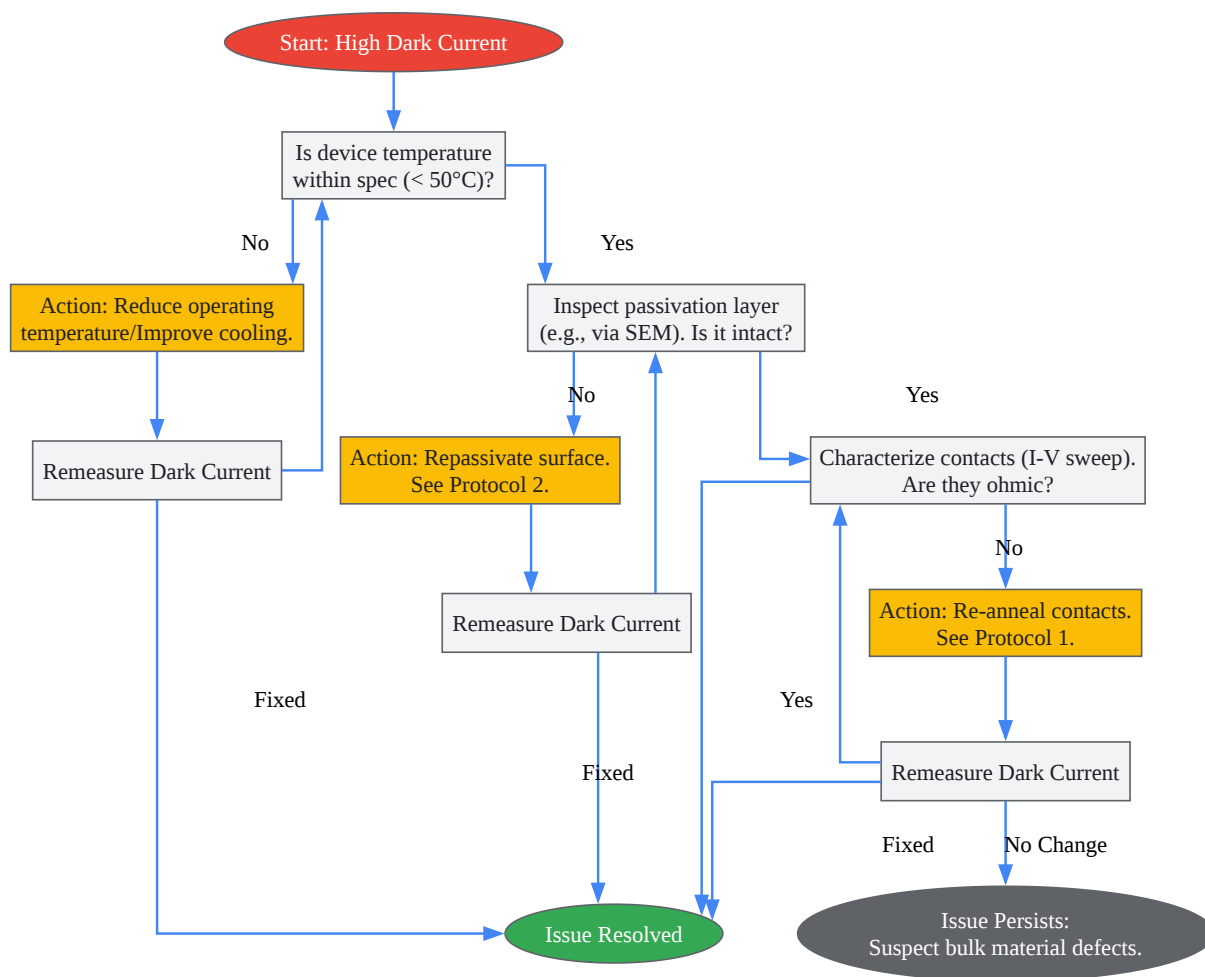 Start: High Dark Current
Is device temperature
within spec (< 50°C)?
No
Yes
Action: Reduce operating
temperature/Improve cooling.
Inspect passivation layer
(e.g., via SEM). Is it intact?
No
Yes
Remeasure Dark Current
Action: Repassivate surface.
See Protocol 2.
Characterize contacts (I-V sweep).
Are they ohmic?
No
Remeasure Dark Current
Action: Re-anneal contacts.
See Protocol 1.
Fixed
Yes
Fixed
Remeasure Dark Current
Fixed
No Change
Issue Resolved
Issue Persists:
Suspect bulk material defects.